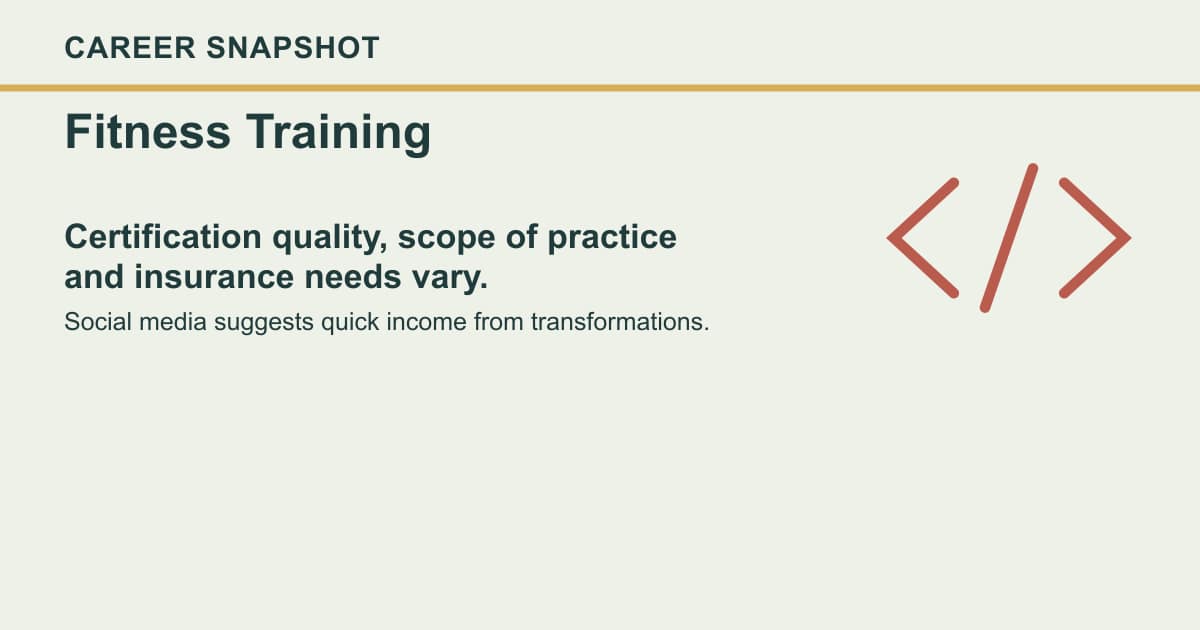 CAREER SNAPSHOT
Fitness Training
Certification quality, scope of practice
and insurance needs vary.
Social media suggests quick income from transformations.